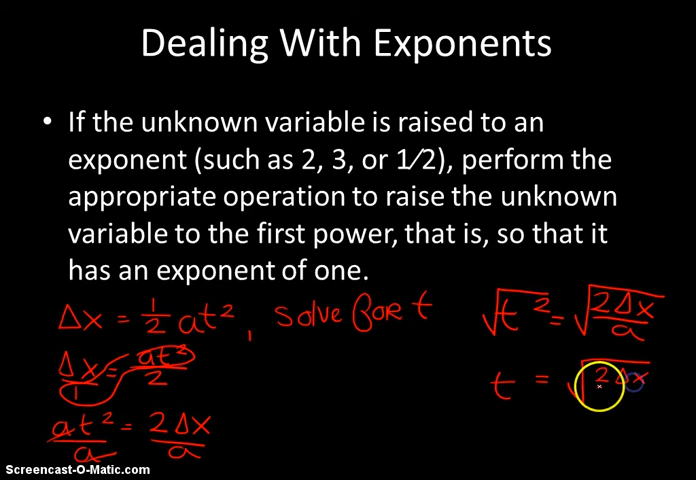 Dealing With Exponents
• If the unknown variable is raised to an
exponent (such as 2, 3, or 1⁄2), perform the
appropriate operation to raise the unknown
variable to the first power, that is, so that it
has an exponent of one.
Δx = 1/2 at², solve for t
Δx/1 = at²/2
at²/a = 2Δx/a
√t² = √(2Δx/a)
t = √(2Δx
Screencast-O-Matic.com